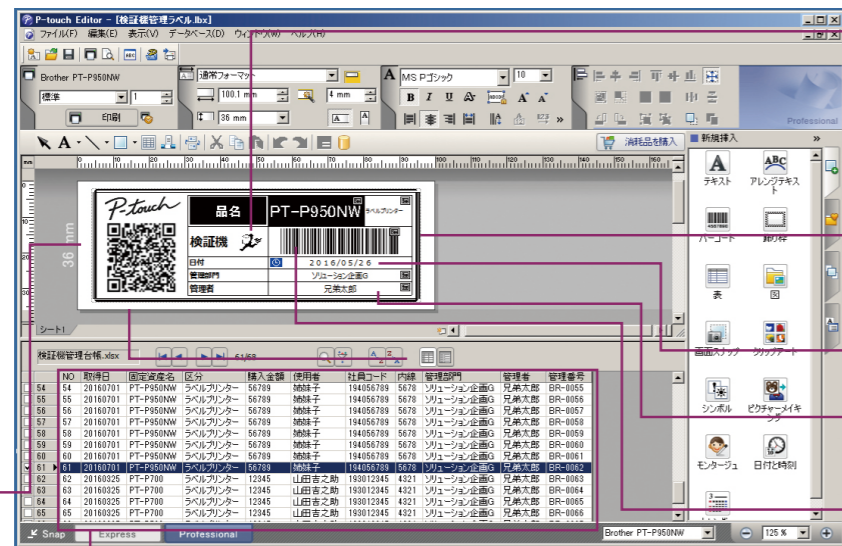 P-touch Editor - [検証機管理ラベル.lbx]
ファイル(F) 編集(E) 表示(V) データベース(D) ウィンドウ(W) ヘルプ(H)
Brother PT-P950NW
通常フォーマット
MS Pゴシック
10
標準
1
100.1 mm
4 mm
B I U
印刷
36 mm
A A
Professional
消耗品を購入
新規挿入
mm
0 10 20 30 40 50 60 70 80 90 100 110 120 130 140 150 160
36 mm
P-touch
品名
PT-P950NW
ラベルプリンター
検証機
日付
2016/05/26
管理部門
ソリューション企画G
管理者
兄弟太郎
シート1
テキスト
アレンジテキスト
バーコード
飾り枠
表
図
画面スナップ
クリップアート
シンボル
ピクチャーメイキング
モンタージュ
日付と時刻
検証機管理台帳.xlsx
61/68
NO 取得日 固定資産名 区分 購入金額 使用者 社員コード 内線 管理部門 管理者 管理番号
54 54 20160701 PT-P950NW ラベルプリンター 56789 姉妹子 194056789 5678 ソリューション企画G 兄弟太郎 BR-0055
55 55 20160701 PT-P950NW ラベルプリンター 56789 姉妹子 194056789 5678 ソリューション企画G 兄弟太郎 BR-0056
56 56 20160701 PT-P950NW ラベルプリンター 56789 姉妹子 194056789 5678 ソリューション企画G 兄弟太郎 BR-0057
57 57 20160701 PT-P950NW ラベルプリンター 56789 姉妹子 194056789 5678 ソリューション企画G 兄弟太郎 BR-0058
58 58 20160701 PT-P950NW ラベルプリンター 56789 姉妹子 194056789 5678 ソリューション企画G 兄弟太郎 BR-0059
59 59 20160701 PT-P950NW ラベルプリンター 56789 姉妹子 194056789 5678 ソリューション企画G 兄弟太郎 BR-0060
60 60 20160701 PT-P950NW ラベルプリンター 56789 姉妹子 194056789 5678 ソリューション企画G 兄弟太郎 BR-0061
61 61 20160701 PT-P950NW ラベルプリンター 56789 姉妹子 194056789 5678 ソリューション企画G 兄弟太郎 BR-0062
62 62 20160325 PT-P700 ラベルプリンター 12345 山田吉之助 193012345 4321 ソリューション企画G 兄弟太郎 BR-0063
63 63 20160325 PT-P700 ラベルプリンター 12345 山田吉之助 193012345 4321 ソリューション企画G 兄弟太郎 BR-0064
64 64 20160325 PT-P700 ラベルプリンター 12345 山田吉之助 193012345 4321 ソリューション企画G 兄弟太郎 BR-0065
65 65 20160325 PT-P700 ラベルプリンター 12345 山田吉之助 193012345 4321 ソリューション企画G 兄弟太郎 BR-0066
Snap Express Professional
Brother PT-P950NW
125 %